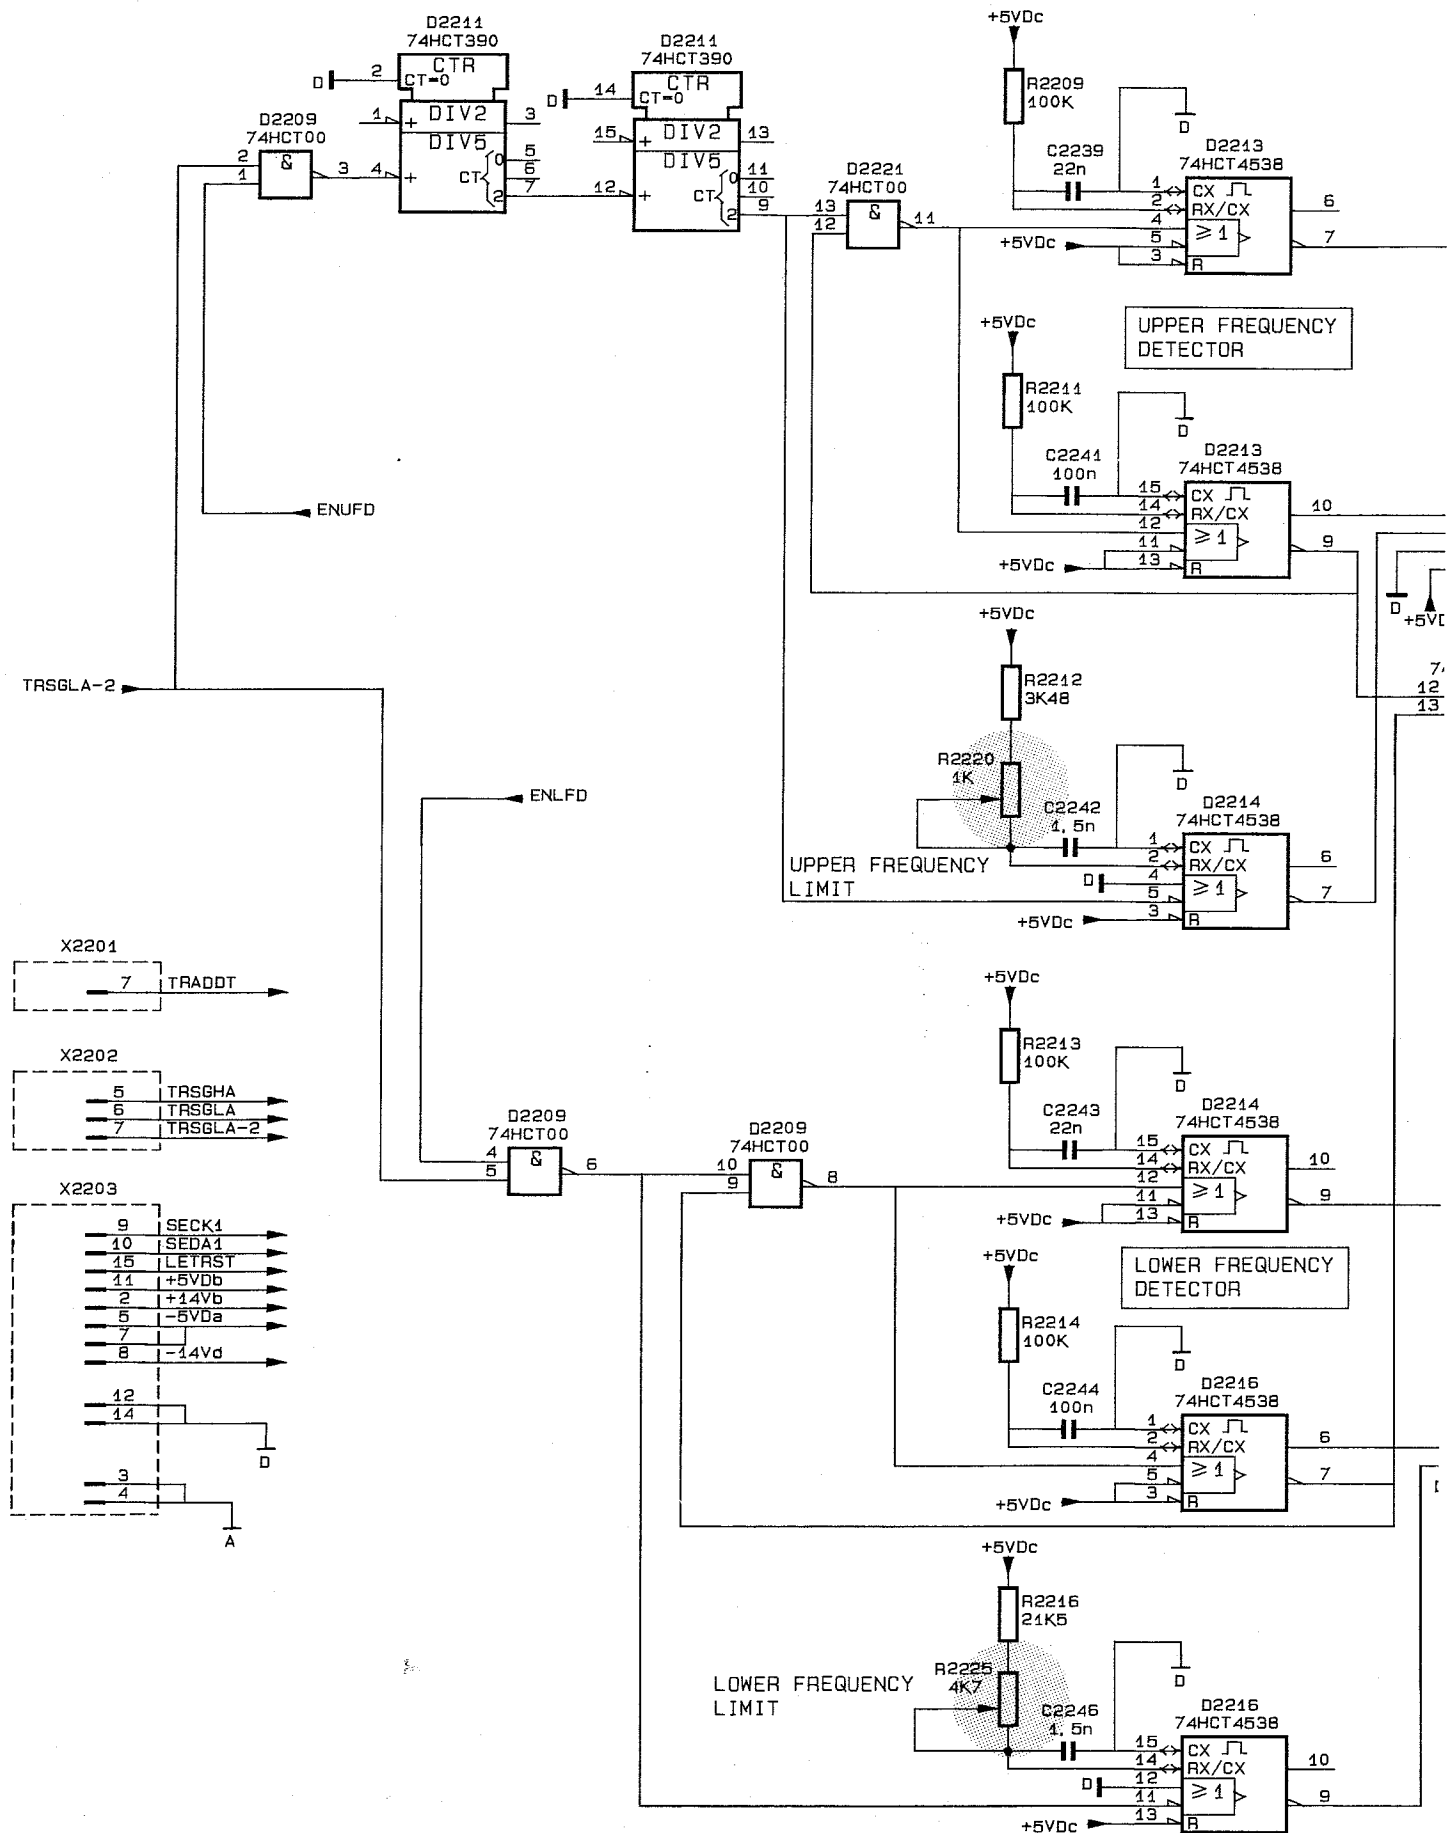 D2211
74HCT390
CTR
CT=0
2
D
DIV2
1
+
3
DIV5
4
+
CT
0
5
6
2
7
D2211
74HCT390
CTR
CT=0
14
D
DIV2
15
+
13
DIV5
12
+
CT
0
11
10
2
9
D2209
74HCT00
&
2
1
3
D2221
74HCT00
&
13
12
11
+5VDc
R2209
100K
D
C2239
22n
D2213
74HCT4538
1
CX
2
RX/CX
4
≥1
5
3
R
6
7
+5VDc
UPPER FREQUENCY
DETECTOR
+5VDc
R2211
100K
D
C2241
100n
D2213
74HCT4538
15
CX
14
RX/CX
12
≥1
11
13
R
10
9
+5VDc
ENUFD
D
+5VD
TRSGLA-2
12
13
+5VDc
R2212
3K48
R2220
1K
D
C2242
1,5n
D2214
74HCT4538
1
CX
2
RX/CX
D
4
≥1
5
3
R
6
7
+5VDc
UPPER FREQUENCY
LIMIT
ENLFD
X2201
7 TRADDT
X2202
5 TRSGHA
6 TRSGLA
7 TRSGLA-2
X2203
9 SECK1
10 SEDA1
15 LETRST
11 +5VDb
2 +14Vb
5 -5VDa
7
8 -14Vd
12
14
D
3
4
A
D2209
74HCT00
&
4
5
6
D2209
74HCT00
&
10
9
8
+5VDc
R2213
100K
D
C2243
22n
D2214
74HCT4538
15
CX
14
RX/CX
12
≥1
11
13
R
10
9
+5VDc
LOWER FREQUENCY
DETECTOR
+5VDc
R2214
100K
D
C2244
100n
D2216
74HCT4538
1
CX
2
RX/CX
4
≥1
5
3
R
6
7
+5VDc
+5VDc
R2216
21K5
R2225
4K7
D
C2246
1,5n
D2216
74HCT4538
15
CX
14
RX/CX
D
12
≥1
11
13
R
10
9
+5VDc
LOWER FREQUENCY
LIMIT